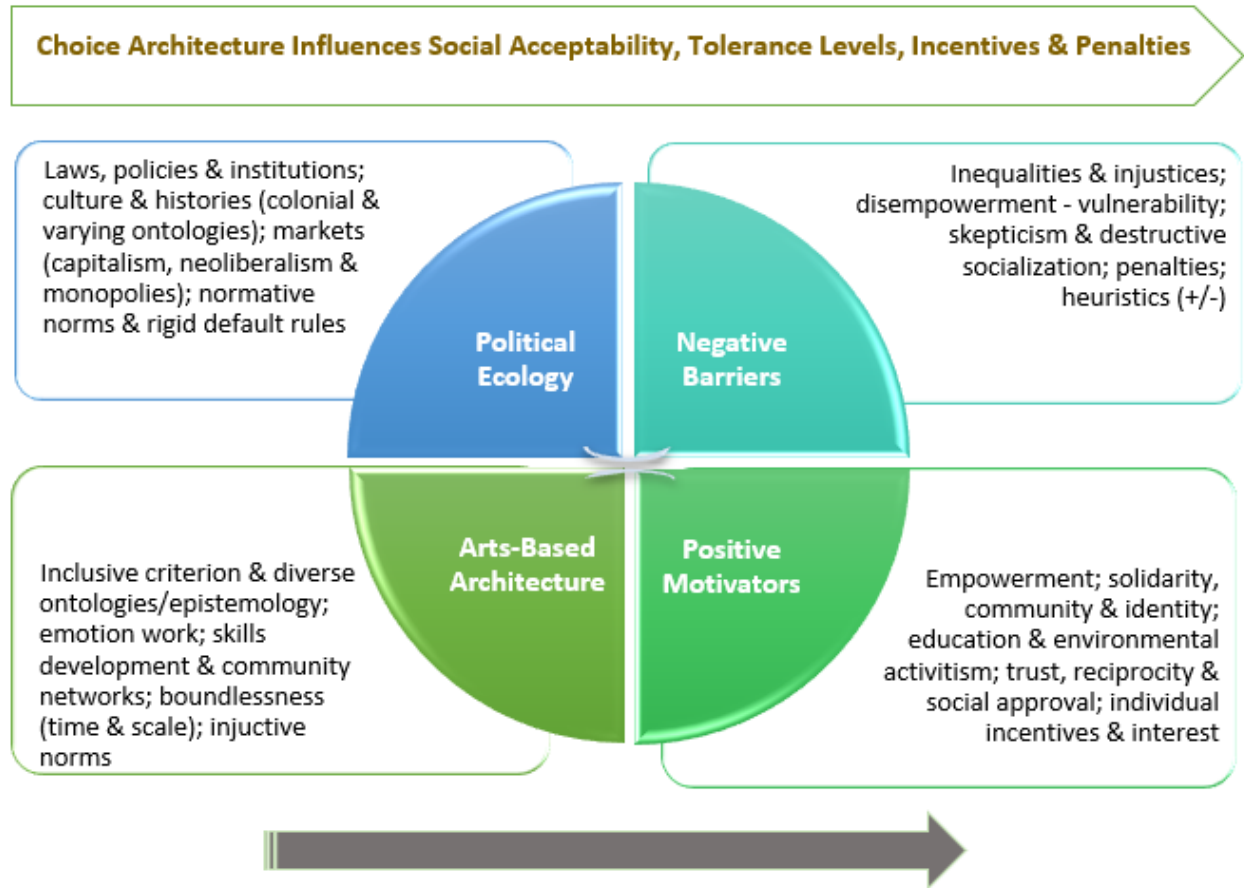 Choice Architecture Influences Social Acceptability, Tolerance Levels, Incentives & Penalties
Laws, policies & institutions;
culture & histories (colonial &
varying ontologies); markets
(capitalism, neoliberalism &
monopolies); normative
norms & rigid default rules
Political
Ecology
Negative
Barriers
Inequalities & injustices;
disempowerment - vulnerability;
skepticism & destructive
socialization; penalties;
heuristics (+/-)
Inclusive criterion & diverse
ontologies/epistemology;
emotion work; skills
development & community
networks; boundlessness
(time & scale); injuctive
norms
Arts-Based
Architecture
Positive
Motivators
Empowerment; solidarity,
community & identity;
education & environmental
activitism; trust, reciprocity &
social approval; individual
incentives & interest